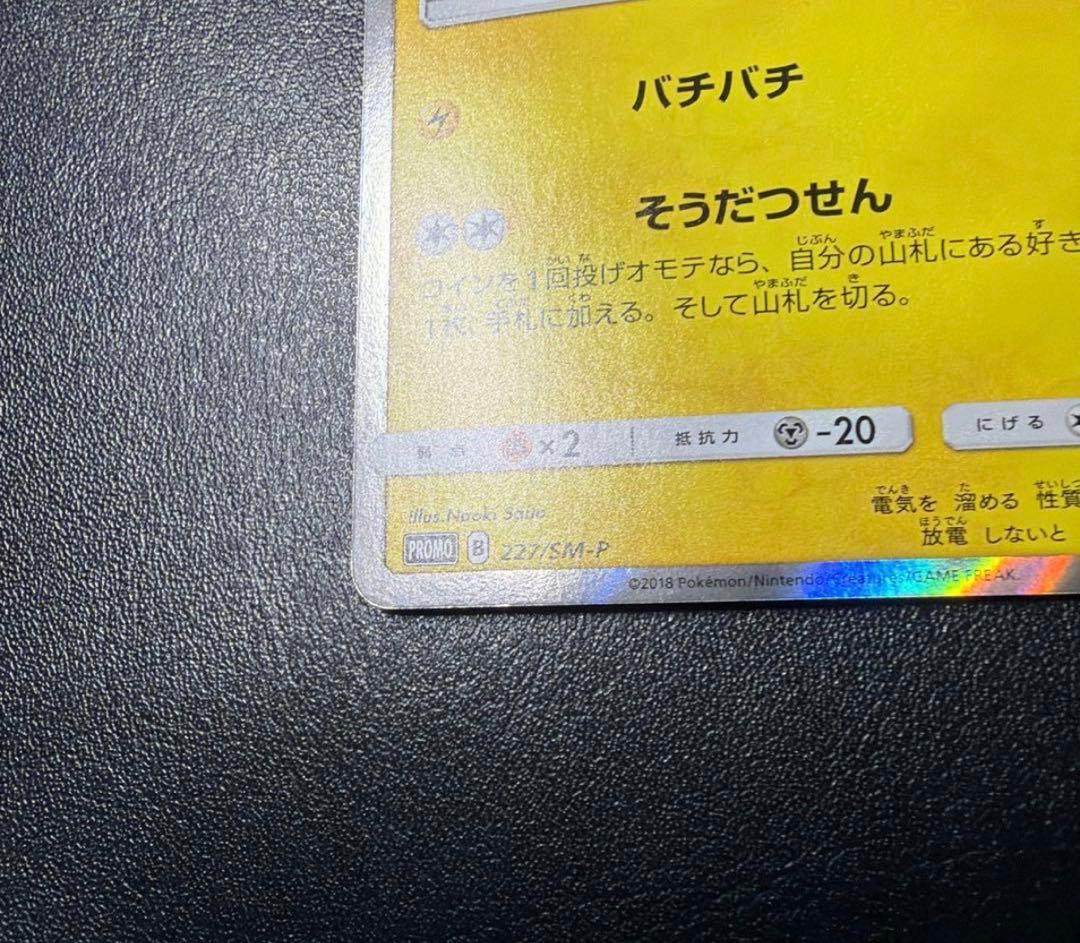 バチバチ
そうだつせん
コインを1回投げオモテなら、自分の山札にある好き
1枚、手札に加える。そして山札を切る。
弱点 ×2 抵抗力 -20 にげる
電気を 溜める 性質
放電 しないと
illus. Naoki Saito
PROMO B 227/SM-P
©2018 Pokémon/Nintendo/Creatures/GAME FREAK.